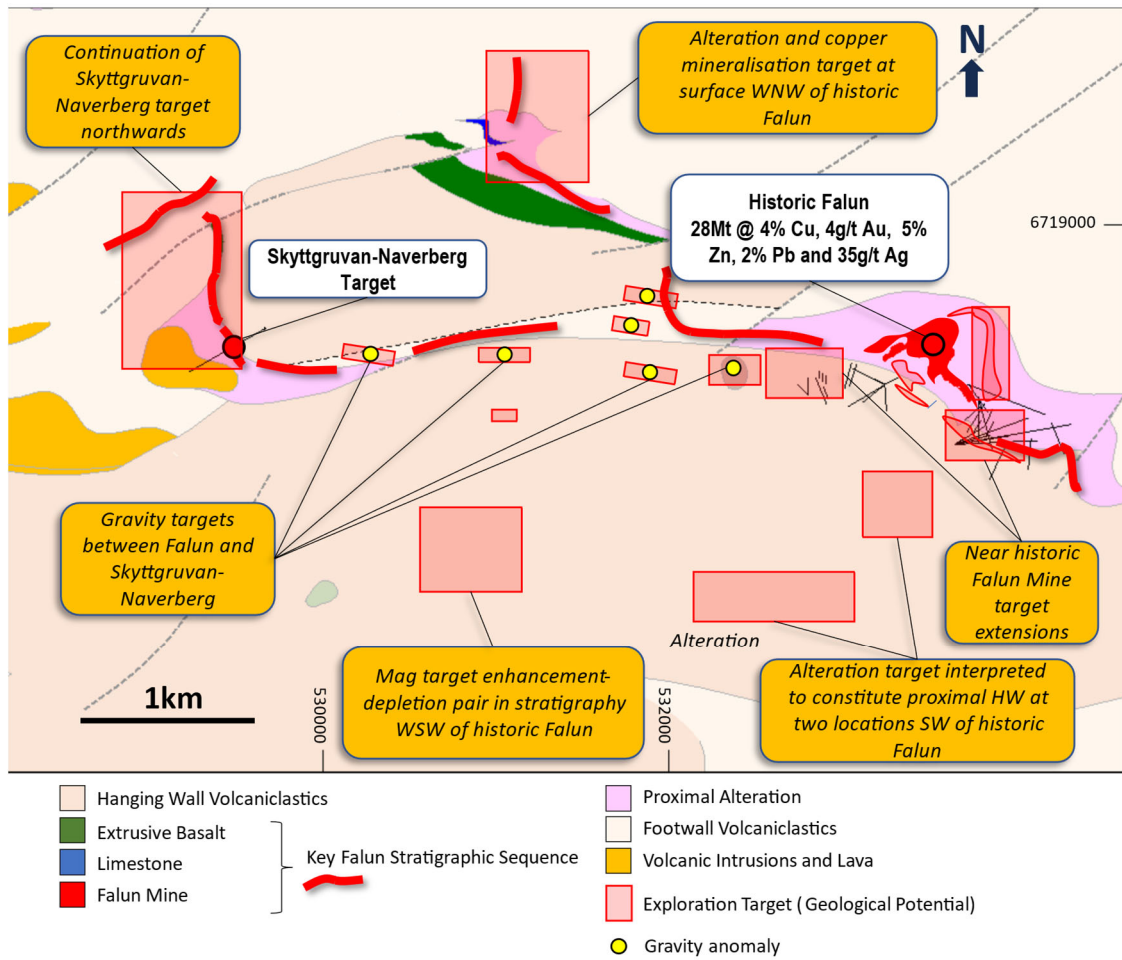 Continuation of
Skyttgruvan-
Naverberg target
northwards
Alteration and copper
mineralisation target at
surface WNW of historic
Falun
N
Historic Falun
28Mt @ 4% Cu, 4g/t Au, 5%
Zn, 2% Pb and 35g/t Ag
6719000
Skyttgruvan-Naverberg
Target
Gravity targets
between Falun and
Skyttgruvan-
Naverberg
Near historic
Falun Mine
target
extensions
Alteration
Mag target enhancement-
depletion pair in stratigraphy
WSW of historic Falun
Alteration target interpreted
to constitute proximal HW at
two locations SW of historic
Falun
1km
530000
532000
Hanging Wall Volcaniclastics
Extrusive Basalt
Limestone
Falun Mine
Key Falun Stratigraphic Sequence
Proximal Alteration
Footwall Volcaniclastics
Volcanic Intrusions and Lava
Exploration Target (Geological Potential)
Gravity anomaly